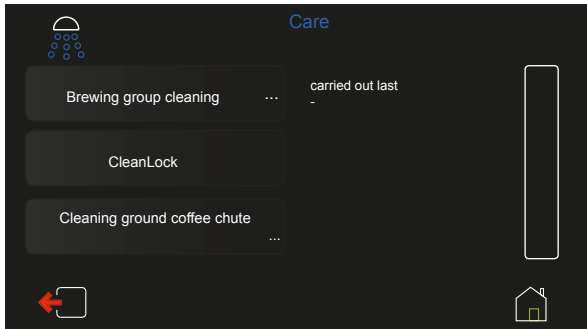 Care
Brewing group cleaning ...
carried out last
-
CleanLock
Cleaning ground coffee chute
...